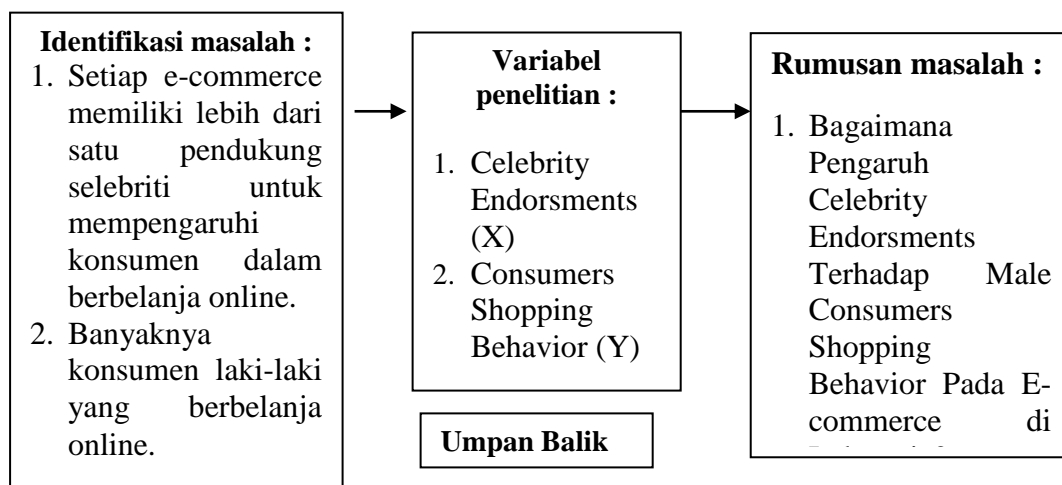 Identifikasi masalah :
1. Setiap e-commerce
memiliki lebih dari
satu pendukung
selebriti untuk
mempengaruhi
konsumen dalam
berbelanja online.
2. Banyaknya
konsumen laki-laki
yang berbelanja
online.
Variabel
penelitian :
1. Celebrity
Endorsments
(X)
2. Consumers
Shopping
Behavior (Y)
Umpan Balik
Rumusan masalah :
1. Bagaimana
Pengaruh
Celebrity
Endorsments
Terhadap Male
Consumers
Shopping
Behavior Pada E-
commerce di